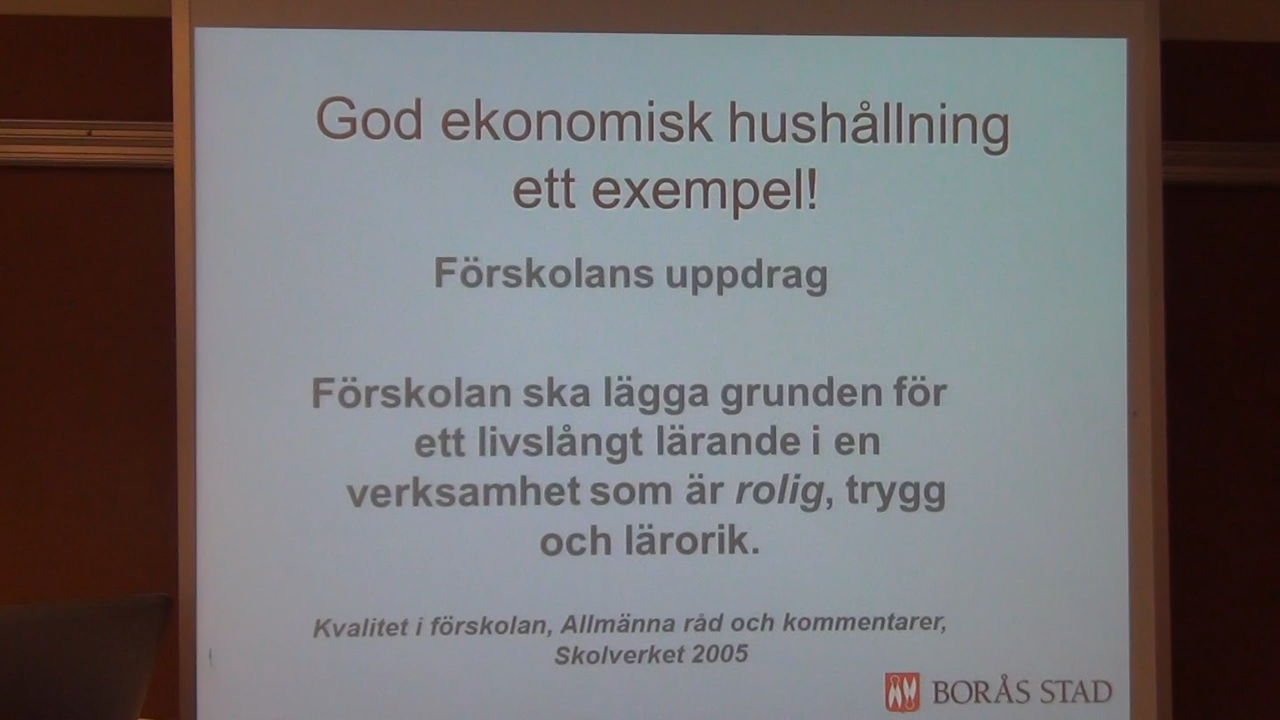 God ekonomisk hushållning
ett exempel!
Förskolans uppdrag
Förskolan ska lägga grunden för
ett livslångt lärande i en
verksamhet som är rolig, trygg
och lärorik.
Kvalitet i förskolan, Allmänna råd och kommentarer,
Skolverket 2005
BORÅS STAD